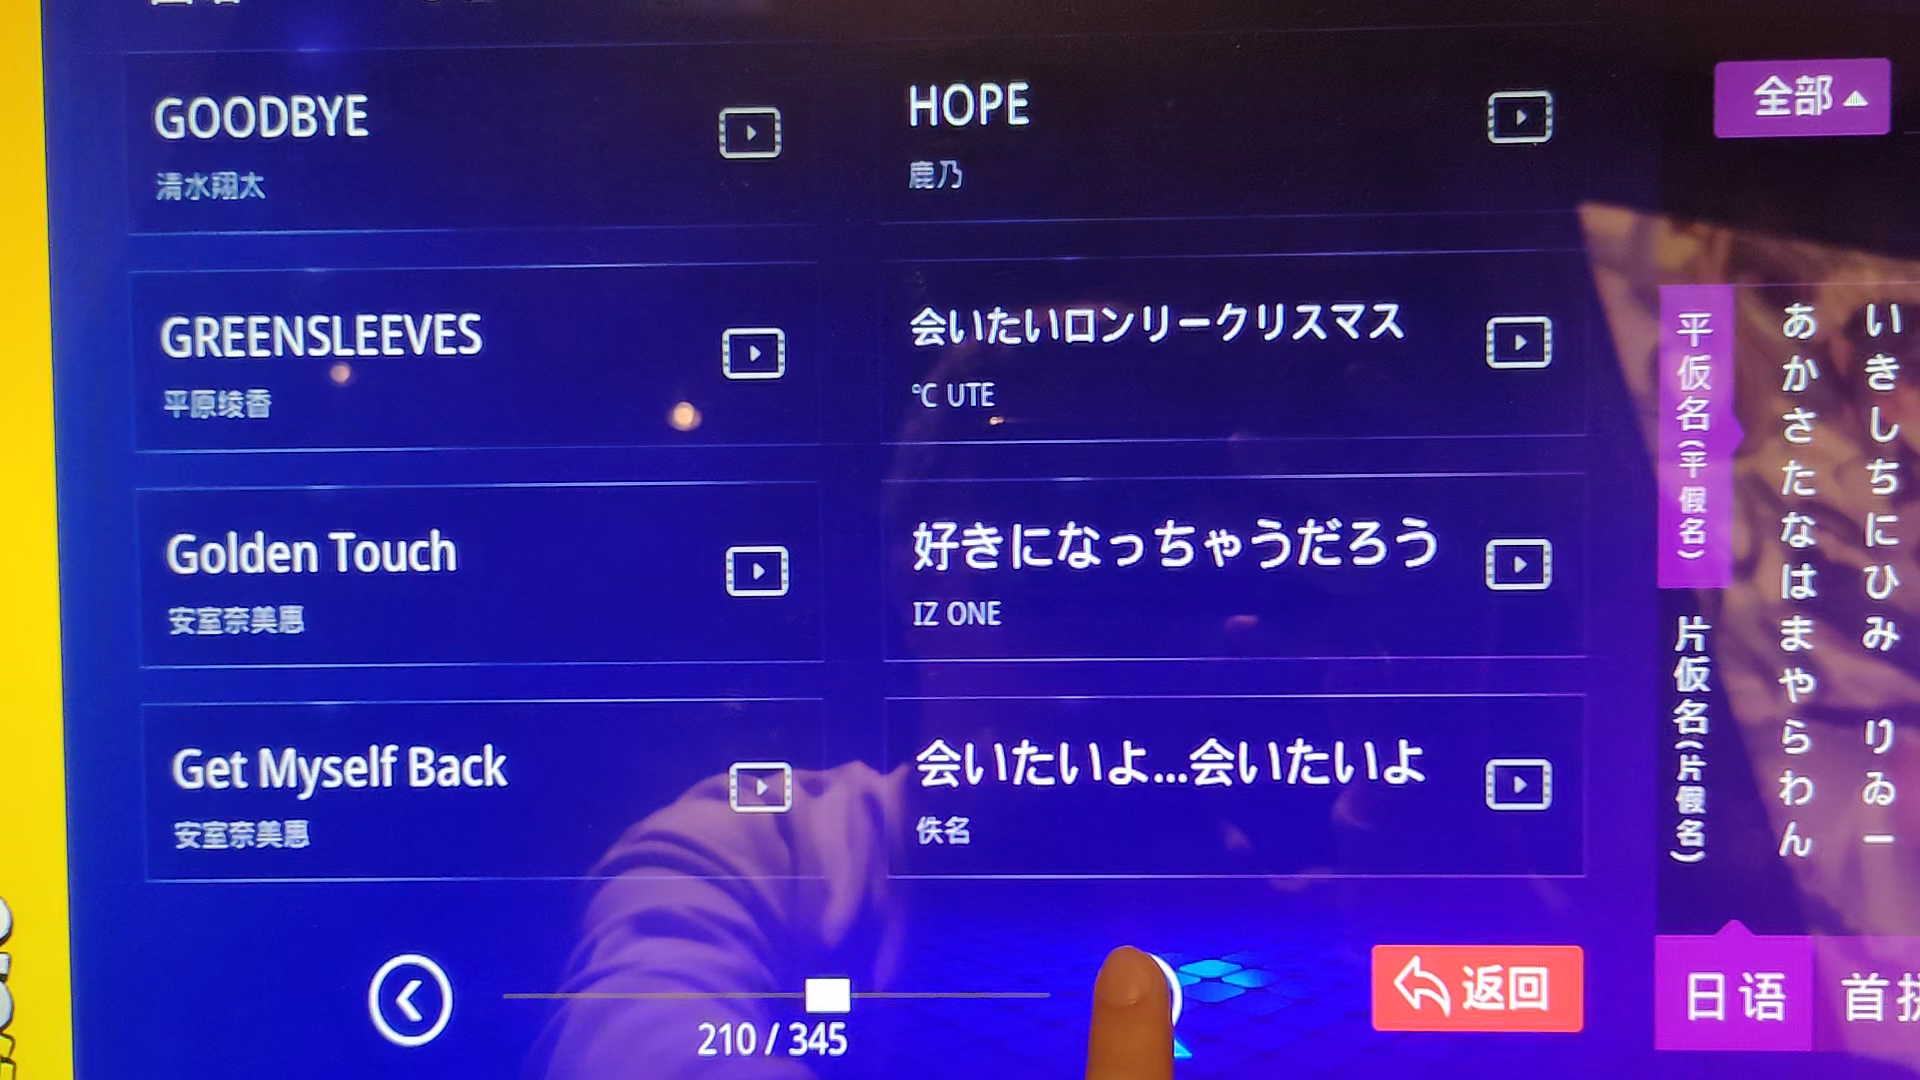 GOODBYE
清水翔太
HOPE
鹿乃
GREENSLEEVES
平原绫香
会いたいロンリークリスマス
℃ UTE
Golden Touch
安室奈美惠
好きになっちゃうだろう
IZ ONE
Get Myself Back
安室奈美惠
会いたいよ...会いたいよ
佚名
210 / 345
返回
全部
平仮名(平假名)
片仮名(片假名)
あかさたなはまやらわん
いきしちにひみ りゐー
日语
首拼